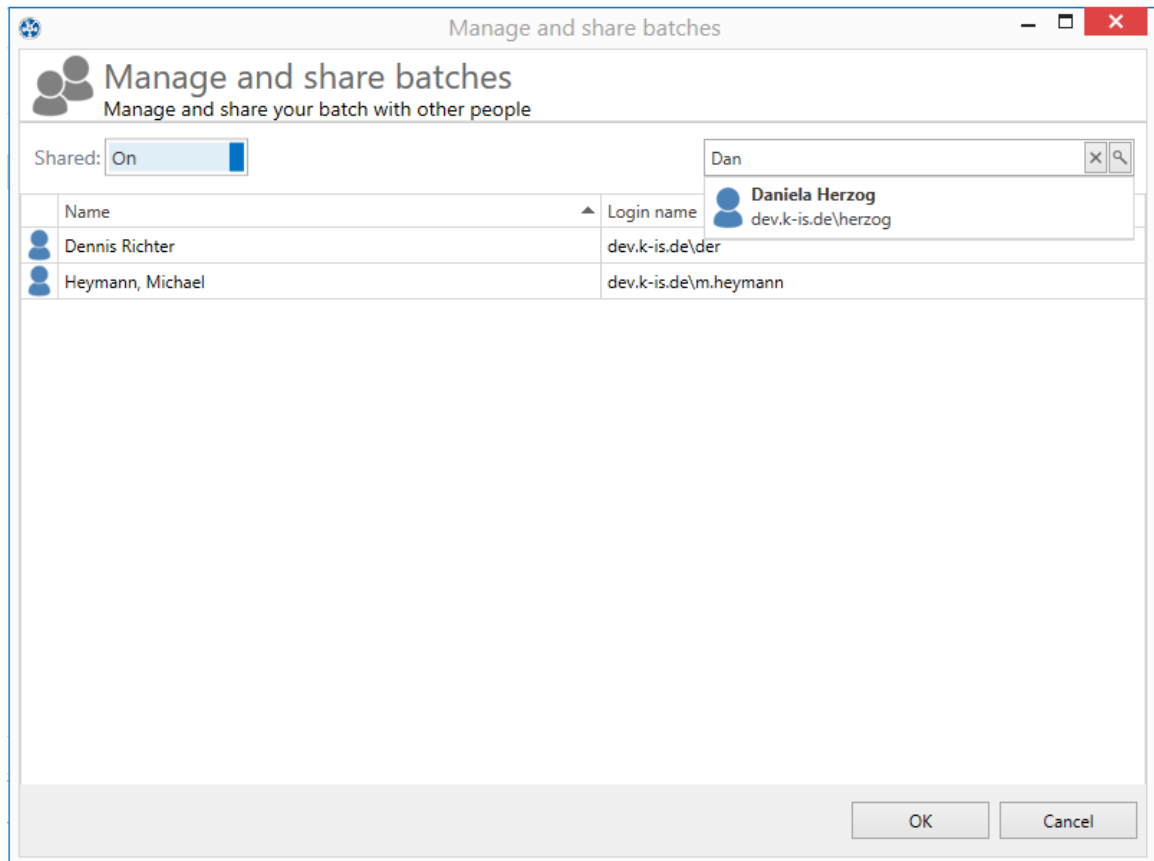 Manage and share batches
Manage and share batches
Manage and share your batch with other people
Shared: On
Dan
Daniela Herzog
dev.k-is.de\herzog
Name Login name
Dennis Richter dev.k-is.de\der
Heymann, Michael dev.k-is.de\m.heymann
OK Cancel